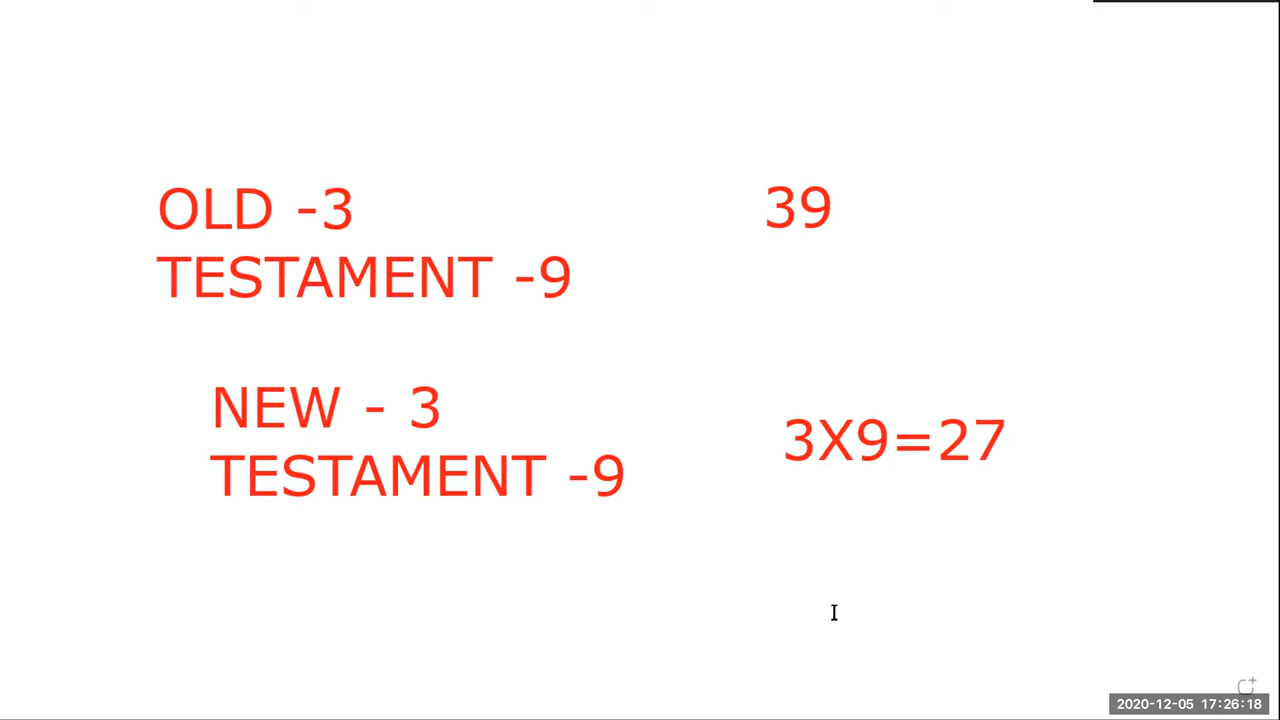 OLD -3
TESTAMENT -9
39
NEW - 3
TESTAMENT -9
3X9=27
2020-12-05 17:26:18